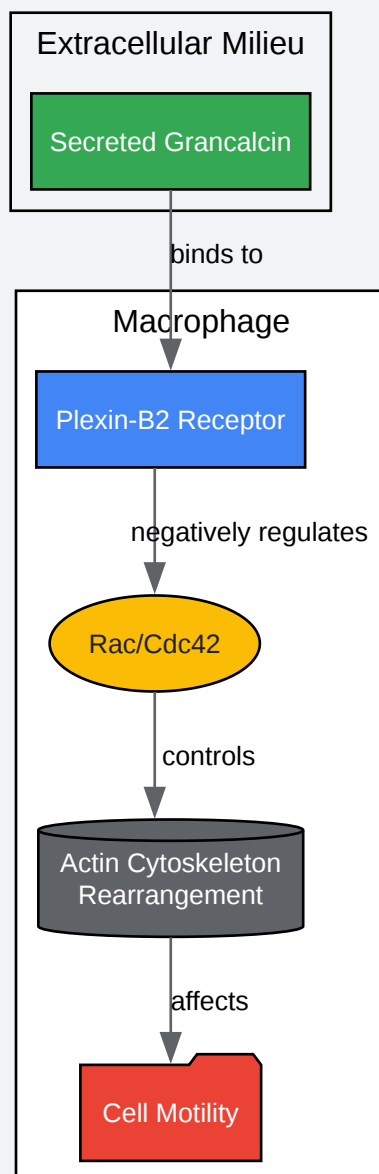 Extracellular Milieu
Secreted Grancalcin
binds to
Macrophage
Plexin-B2 Receptor
negatively regulates
Rac/Cdc42
controls
Actin Cytoskeleton
Rearrangement
affects
Cell Motility